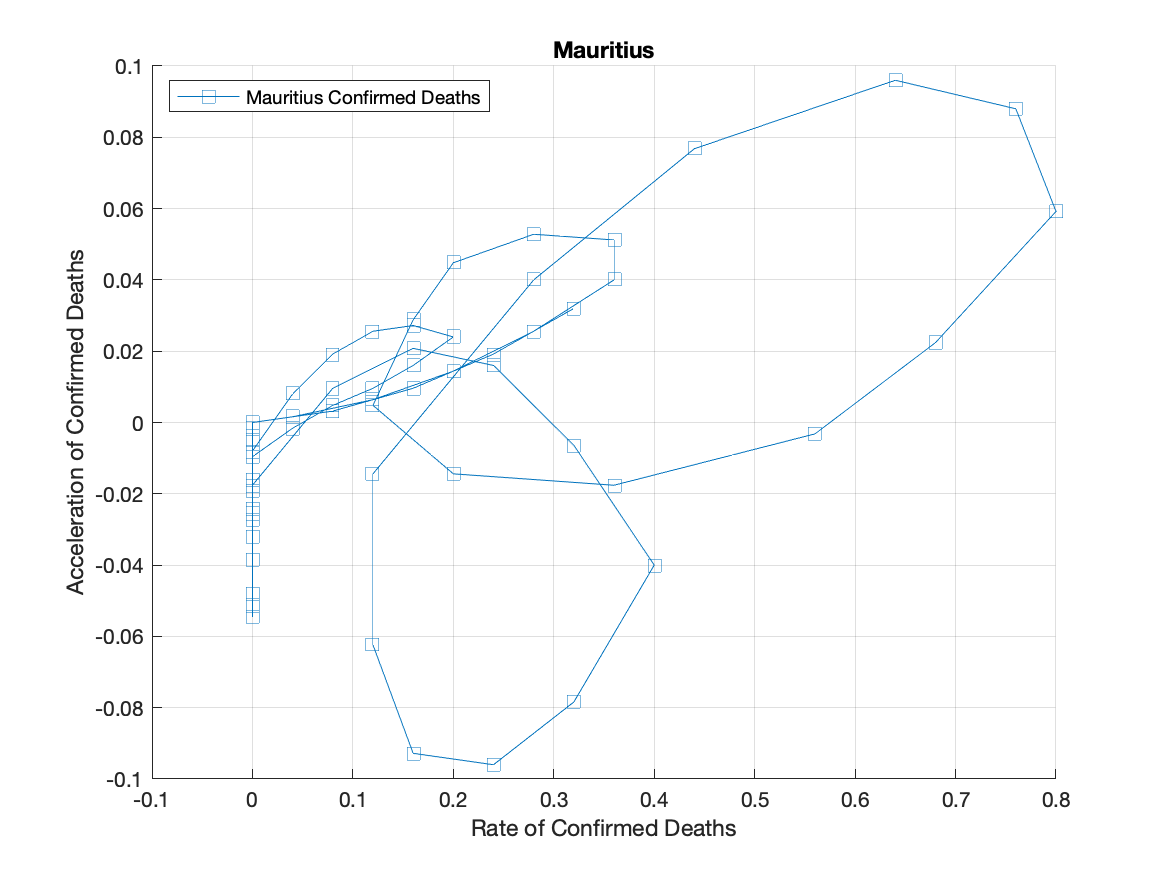 Mauritius
Mauritius Confirmed Deaths
0.1
0.08
0.06
0.04
0.02
0
-0.02
-0.04
-0.06
-0.08
-0.1
Acceleration of Confirmed Deaths
-0.1 0 0.1 0.2 0.3 0.4 0.5 0.6 0.7 0.8
Rate of Confirmed Deaths